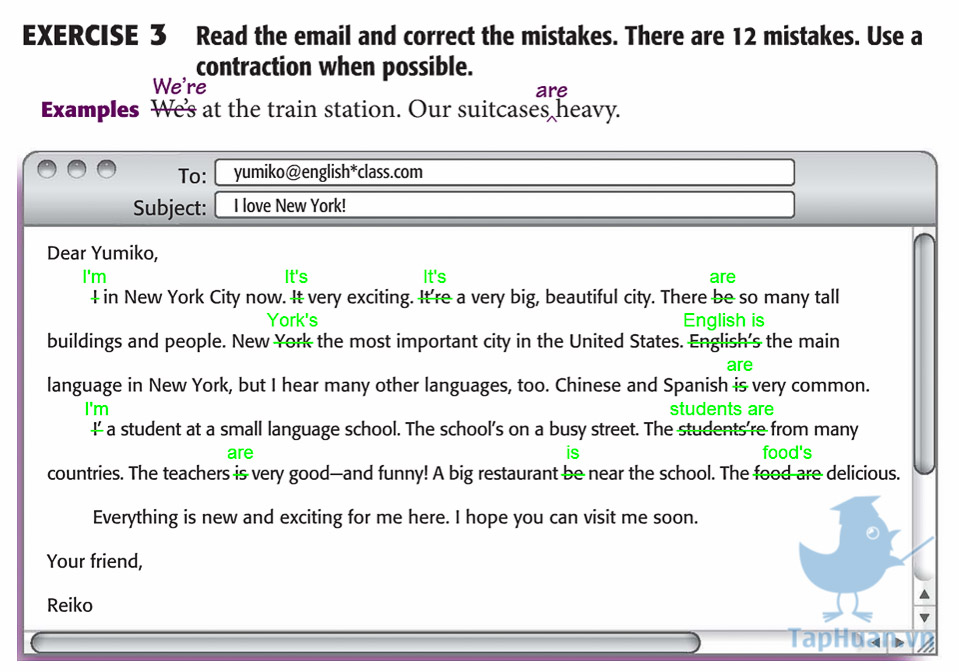 EXERCISE 3 Read the email and correct the mistakes. There are 12 mistakes. Use a
contraction when possible.
We're are
Examples We's at the train station. Our suitcases ^ heavy.
To: yumiko@english*class.com
Subject: I love New York!
Dear Yumiko,
I'm It's It's are
I in New York City now. It very exciting. It're a very big, beautiful city. There be so many tall
York's English is
buildings and people. New York the most important city in the United States. English's the main
are
language in New York, but I hear many other languages, too. Chinese and Spanish is very common.
I'm students are
I' a student at a small language school. The school's on a busy street. The students're from many
are is food's
countries. The teachers is very good—and funny! A big restaurant be near the school. The food are delicious.
Everything is new and exciting for me here. I hope you can visit me soon.
Your friend,
Reiko
TapHuan.vn